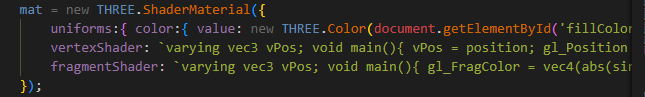 mat = new THREE.ShaderMaterial({
uniforms:{ color:{ value: new THREE.Color(document.getElementById('fillColor
vertexShader: `varying vec3 vPos; void main(){ vPos = position; gl_Position
fragmentShader: `varying vec3 vPos; void main(){ gl_FragColor = vec4(abs(sin
});